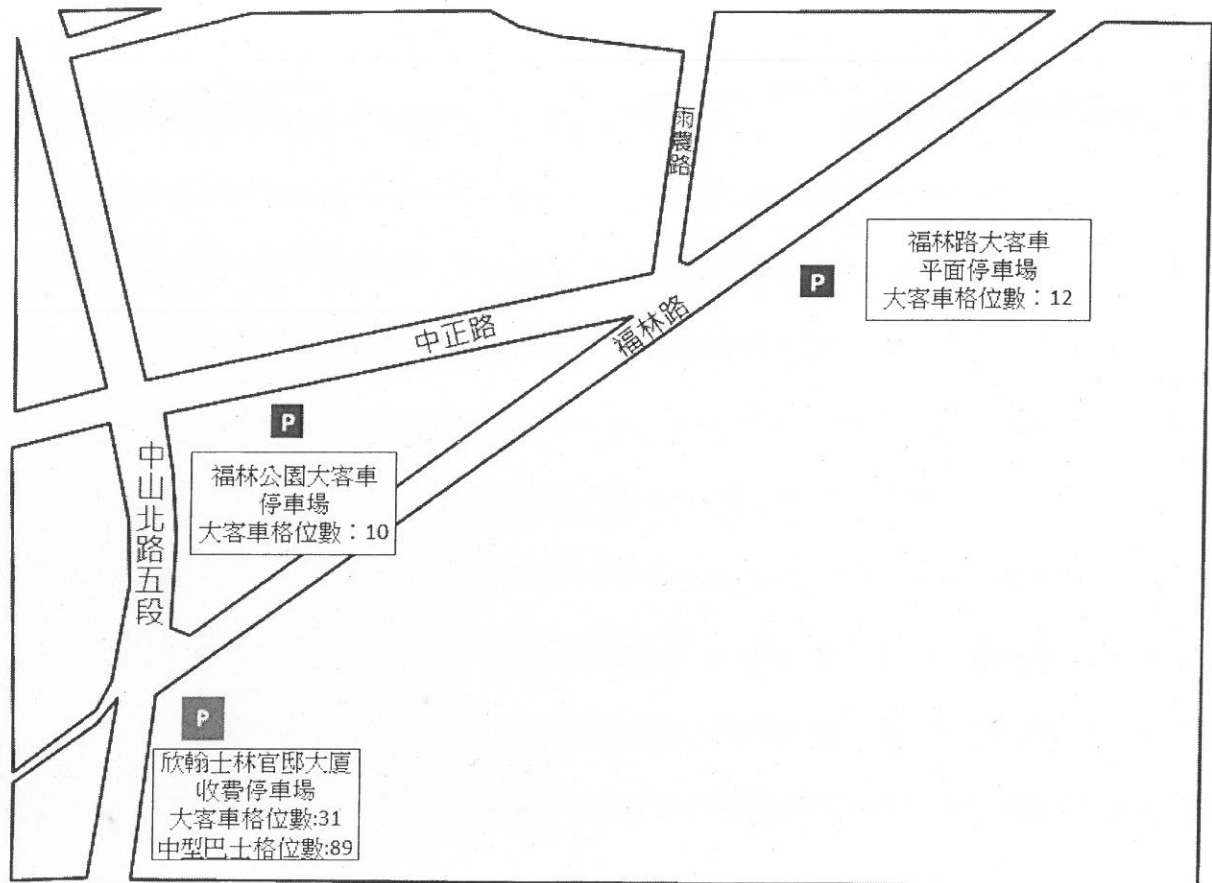 雨農路
福林路大客車
平面停車場
大客車格位數：12
P
福林路
中正路
P
福林公園大客車
停車場
大客車格位數：10
中山北路五段
P
欣翰士林官邸大廈
收費停車場
大客車格位數:31
中型巴士格位數:89